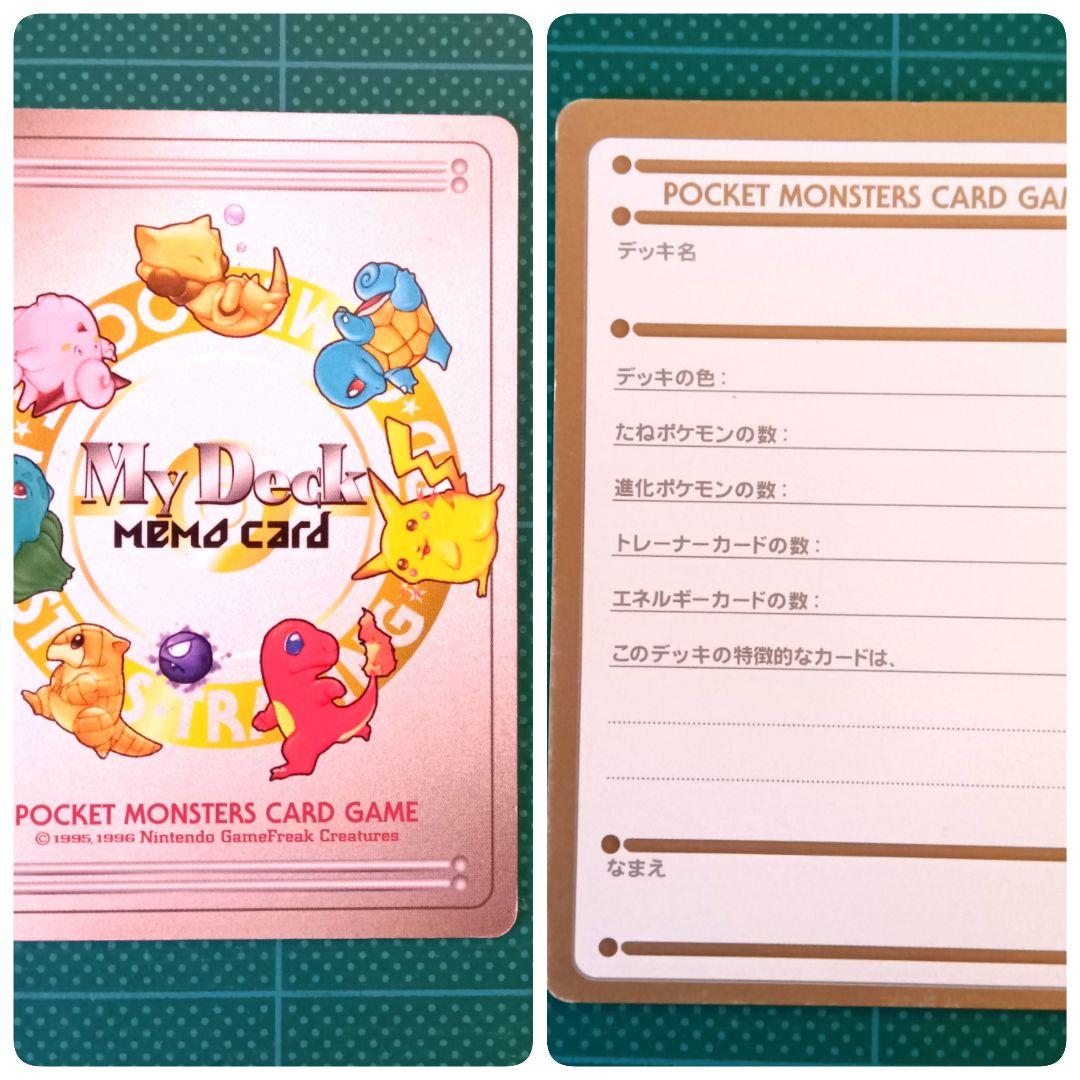 My Deck
MEMO CARD
POCKET MONSTERS CARD GAME
© 1995, 1996 Nintendo GameFreak Creatures
POCKET MONSTERS CARD
デッキ名
デッキの色：
たねポケモンの数：
進化ポケモンの数：
トレーナーカードの数：
エネルギーカードの数：
このデッキの特徴的なカードは、
なまえ